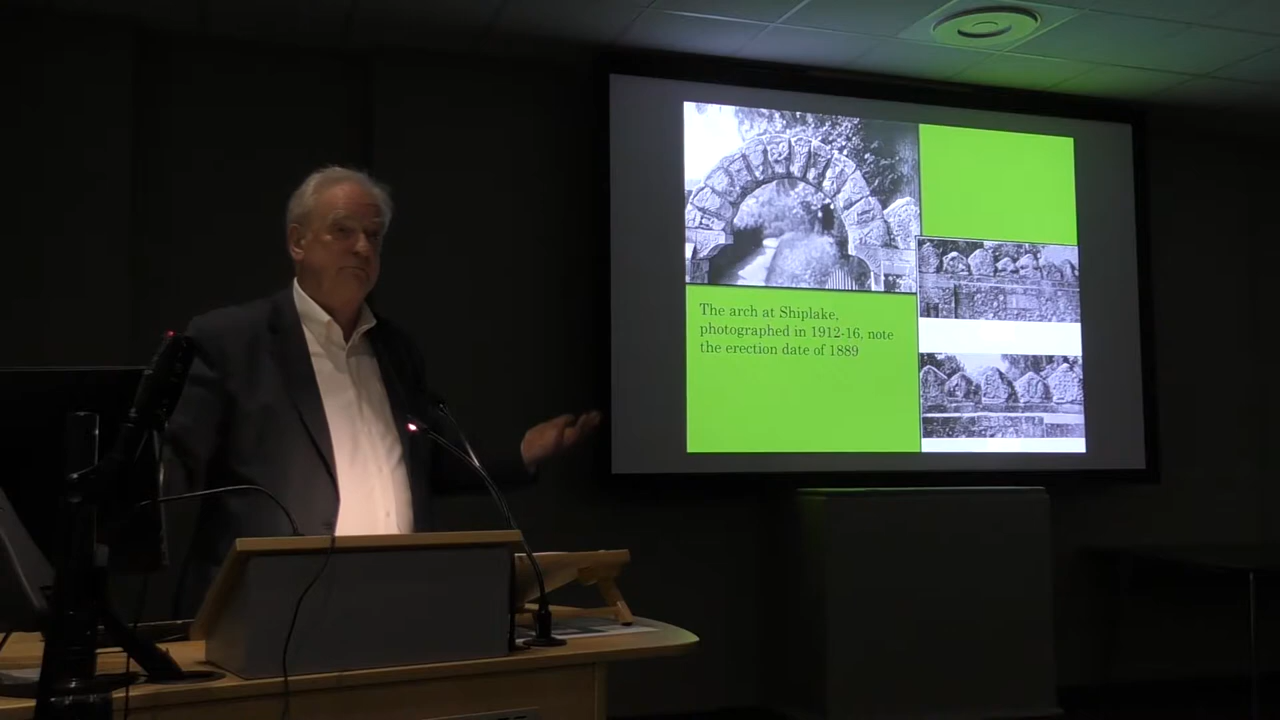 The arch at Shiplake,
photographed in 1912-16, note
the erection date of 1889